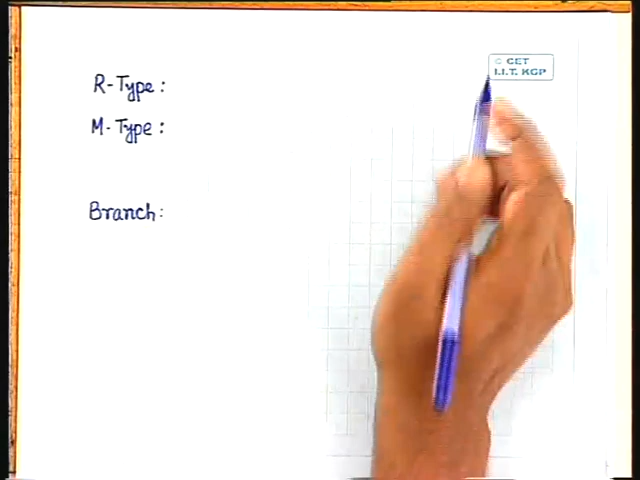 © CET
I.I.T. KGP
R-Type :
M-Type :
Branch :